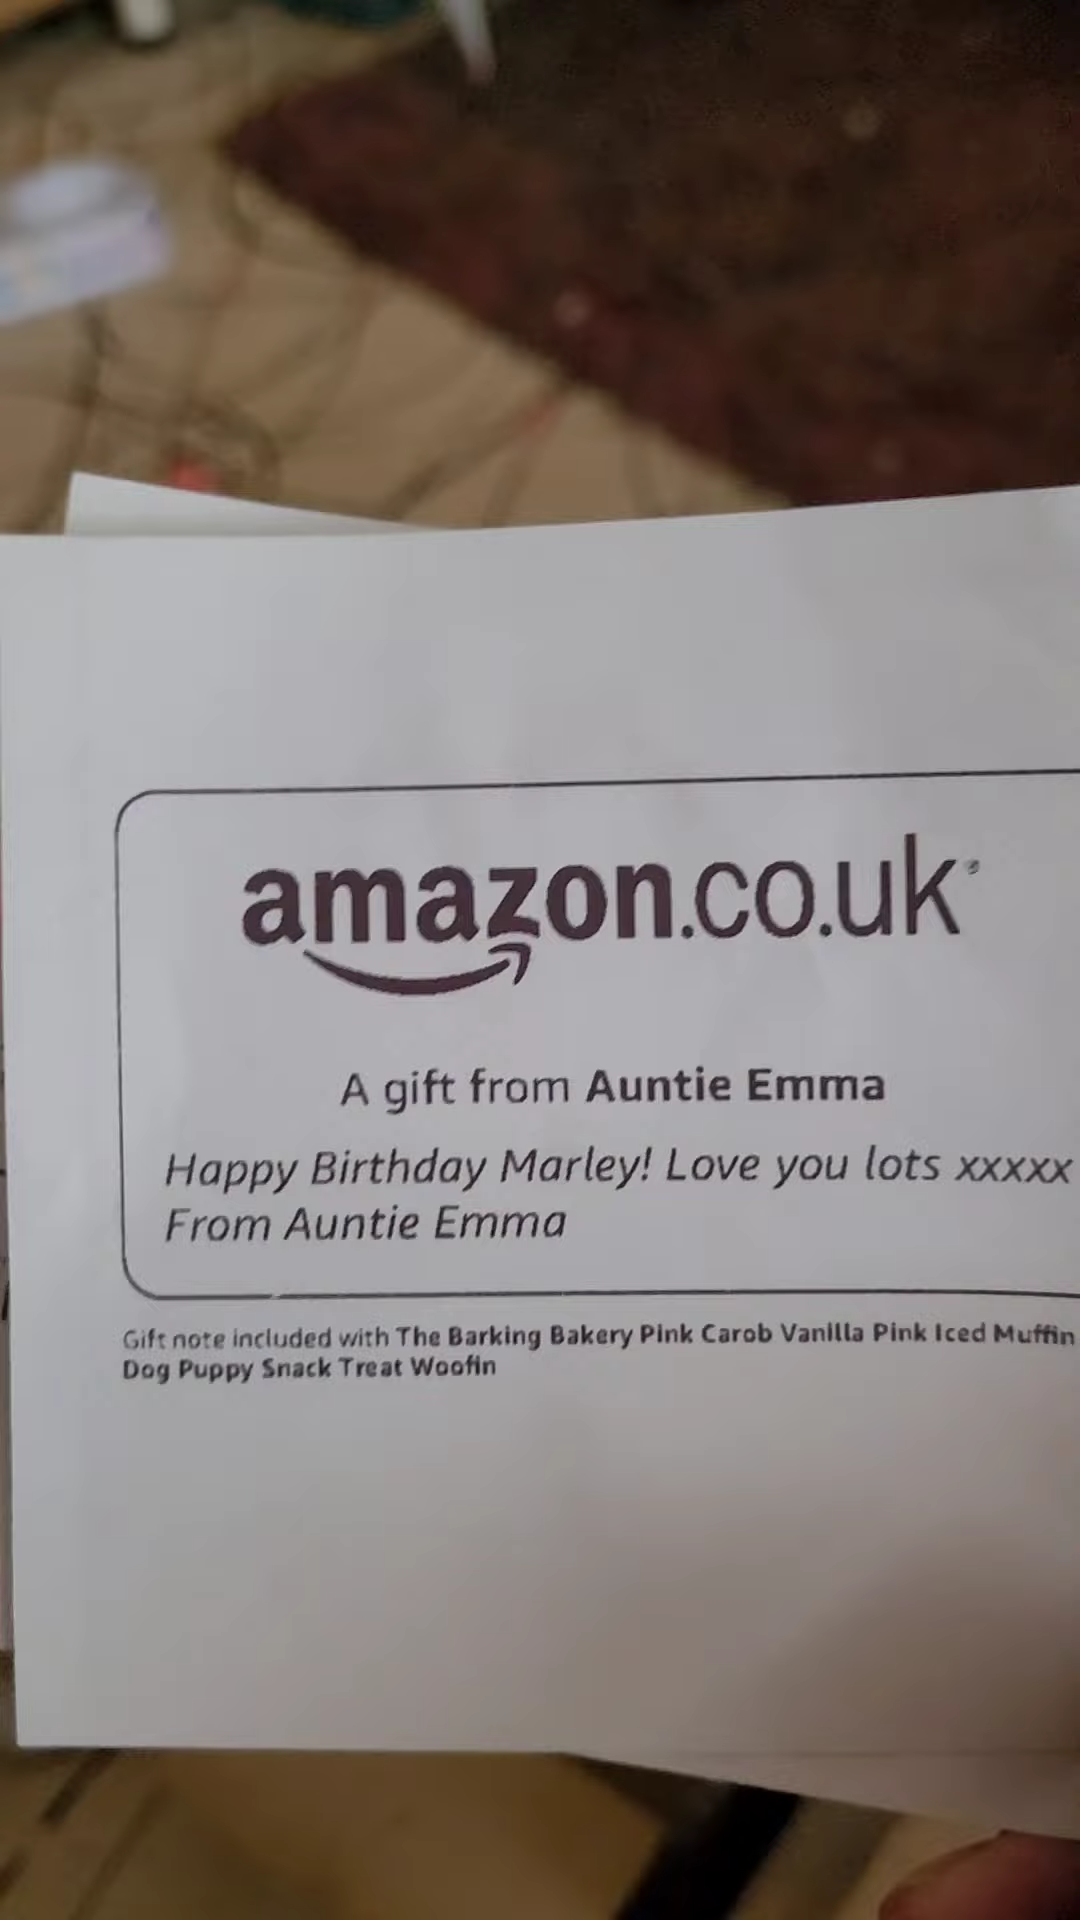 amazon.co.uk
A gift from Auntie Emma
Happy Birthday Marley! Love you lots xxxxx
From Auntie Emma
Gift note included with The Barking Bakery Pink Carob Vanilla Pink Iced Muffin
Dog Puppy Snack Treat Woofin